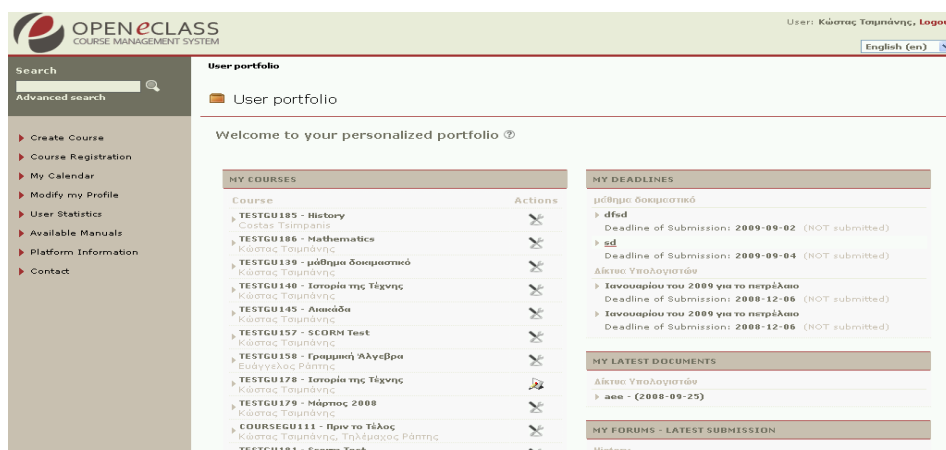 OPEN eCLASS
COURSE MANAGEMENT SYSTEM
User: Κώστας Τσιμπάνης, Logout
English (en)
Search
Advanced search
Create Course
Course Registration
My Calendar
Modify my Profile
User Statistics
Available Manuals
Platform Information
Contact
User portfolio
User portfolio
Welcome to your personalized portfolio
MY COURSES
Course Actions
TESTGU185 - History
Costas Tsimpanis
TESTGU186 - Mathematics
Κώστας Τσιμπάνης
TESTGU139 - μάθημα δοκιμαστικό
Κώστας Τσιμπάνης
TESTGU140 - Ιστορία της Τέχνης
Κώστας Τσιμπάνης
TESTGU145 - Λιακάδα
Κώστας Τσιμπάνης
TESTGU157 - SCORM Test
Κώστας Τσιμπάνης
TESTGU158 - Γραμμική Άλγεβρα
Ευάγγελος Ράπτης
TESTGU178 - Ιστορία της Τέχνης
Κώστας Τσιμπάνης
TESTGU179 - Μάρτιος 2008
Κώστας Τσιμπάνης
COURSEGU111 - Πριν το Τέλος
Κώστας Τσιμπάνης, Τηλέμαχος Ράπτης
MY DEADLINES
μάθημα δοκιμαστικό
dfsd
Deadline of Submission: 2009-09-02 (NOT submitted)
sd
Deadline of Submission: 2009-09-04 (NOT submitted)
Δίκτυα Υπολογιστών
Ιανουαρίου του 2009 για το πετρέλαιο
Deadline of Submission: 2008-12-06 (NOT submitted)
Ιανουαρίου του 2009 για το πετρέλαιο
Deadline of Submission: 2008-12-06 (NOT submitted)
MY LATEST DOCUMENTS
Δίκτυα Υπολογιστών
aee - (2008-09-25)
MY FORUMS - LATEST SUBMISSION
History